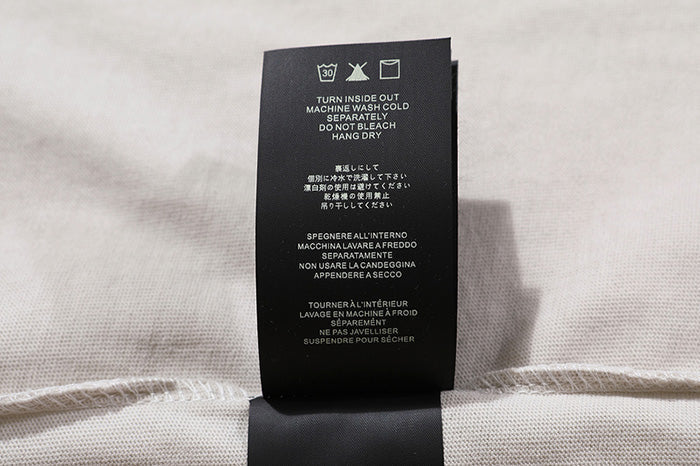 30
TURN INSIDE OUT
MACHINE WASH COLD
SEPARATELY
DO NOT BLEACH
HANG DRY
裏返しにして
個別に冷水で洗濯して下さい
漂白剤の使用は避けてください
乾燥機の使用禁止
吊り干ししてください
SPEGNERE ALL'INTERNO
MACCHINA LAVARE A FREDDO
SEPARATAMENTE
NON USARE LA CANDEGGINA
APPENDERE A SECCO
TOURNER À L'INTÉRIEUR
LAVAGE EN MACHINE À FROID
SÉPARÉMENT
NE PAS JAVELLISER
SUSPENDRE POUR SÉCHER